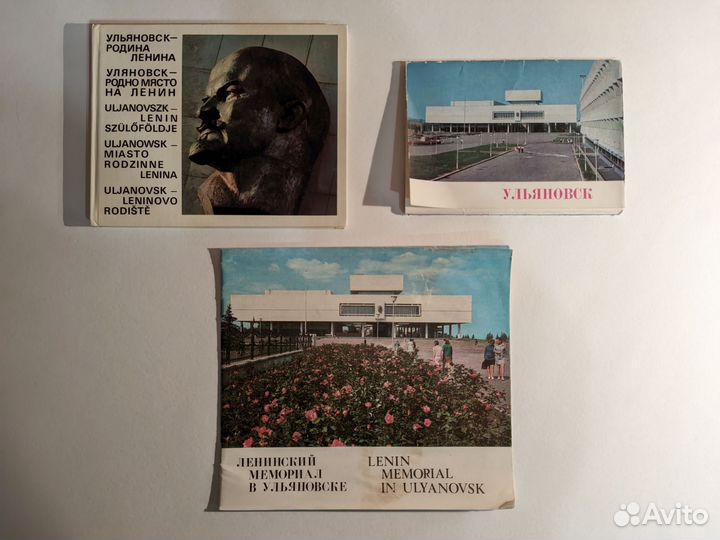 УЛЬЯНОВСК–
РОДИНА
ЛЕНИНА
УЛЯНОВСК–
РОДНО МЯСТО
НА ЛЕНИН
ULJANOVSZK –
LENIN
SZÜLŐFÖLDJE
ULJANOWSK –
MIASTO
RODZINNE
LENINA
ULJANOVSK –
LENINOVO
RODIŠTĚ
УЛЬЯНОВСК
ЛЕНИНСКИЙ
МЕМОРИАЛ
В УЛЬЯНОВСКЕ
LENIN
MEMORIAL
IN ULYANOVSK
Avito